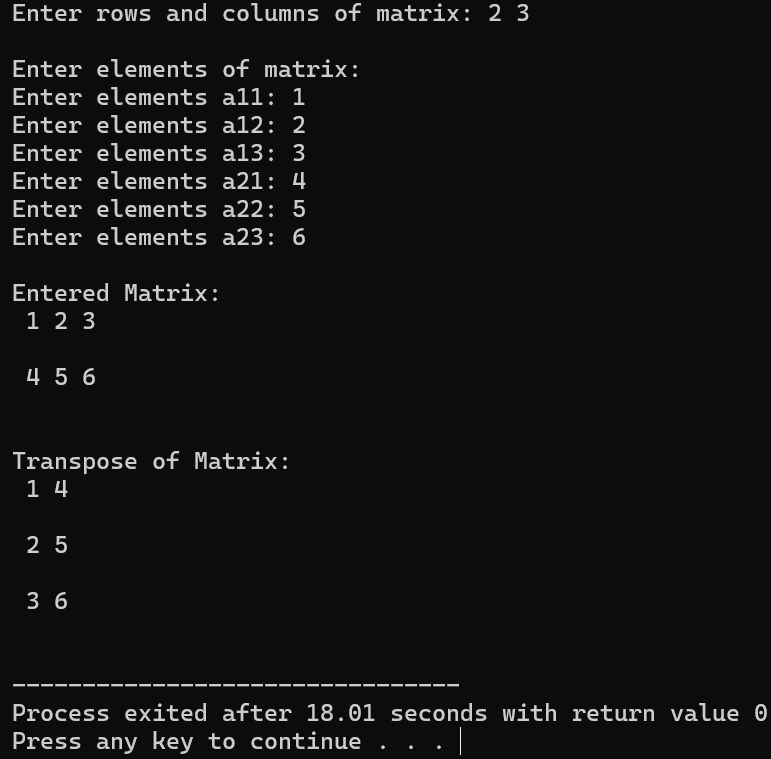 Enter rows and columns of matrix: 2 3
Enter elements of matrix:
Enter elements a11: 1
Enter elements a12: 2
Enter elements a13: 3
Enter elements a21: 4
Enter elements a22: 5
Enter elements a23: 6
Entered Matrix:
1 2 3
4 5 6
Transpose of Matrix:
1 4
2 5
3 6
--------------------------------
Process exited after 18.01 seconds with return value 0
Press any key to continue . . .